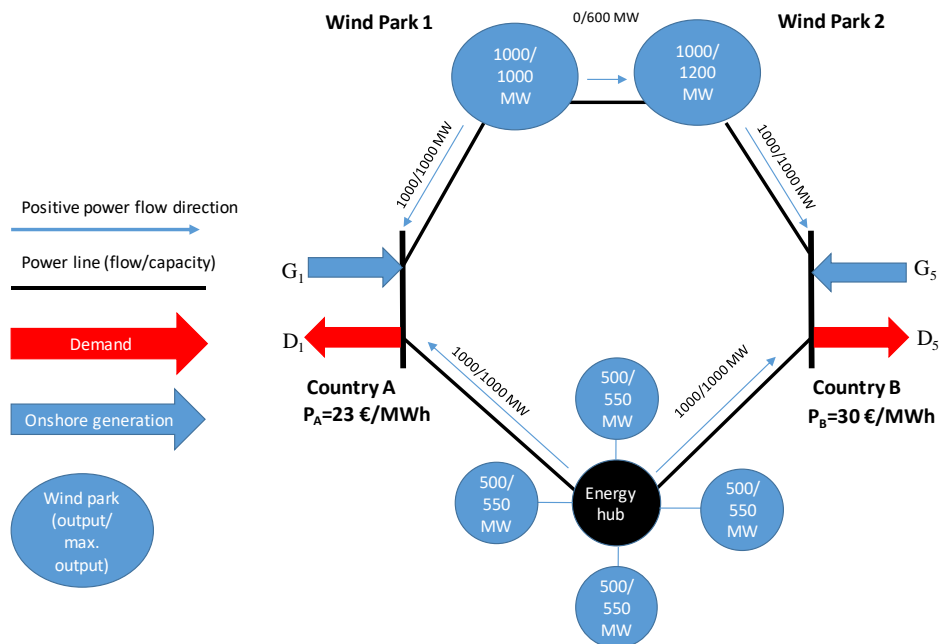 Wind Park 1
0/600 MW
Wind Park 2
1000/
1000
MW
1000/
1200
MW
1000/1000 MW
1000/1000 MW
Positive power flow direction
Power line (flow/capacity)
G1
G5
Demand
D1
D5
1000/1000 MW
1000/1000 MW
Country A
PA=23 €/MWh
Country B
PB=30 €/MWh
Onshore generation
500/
550
MW
Wind park
(output/
max.
output)
500/
550
MW
Energy
hub
500/
550
MW
500/
550
MW